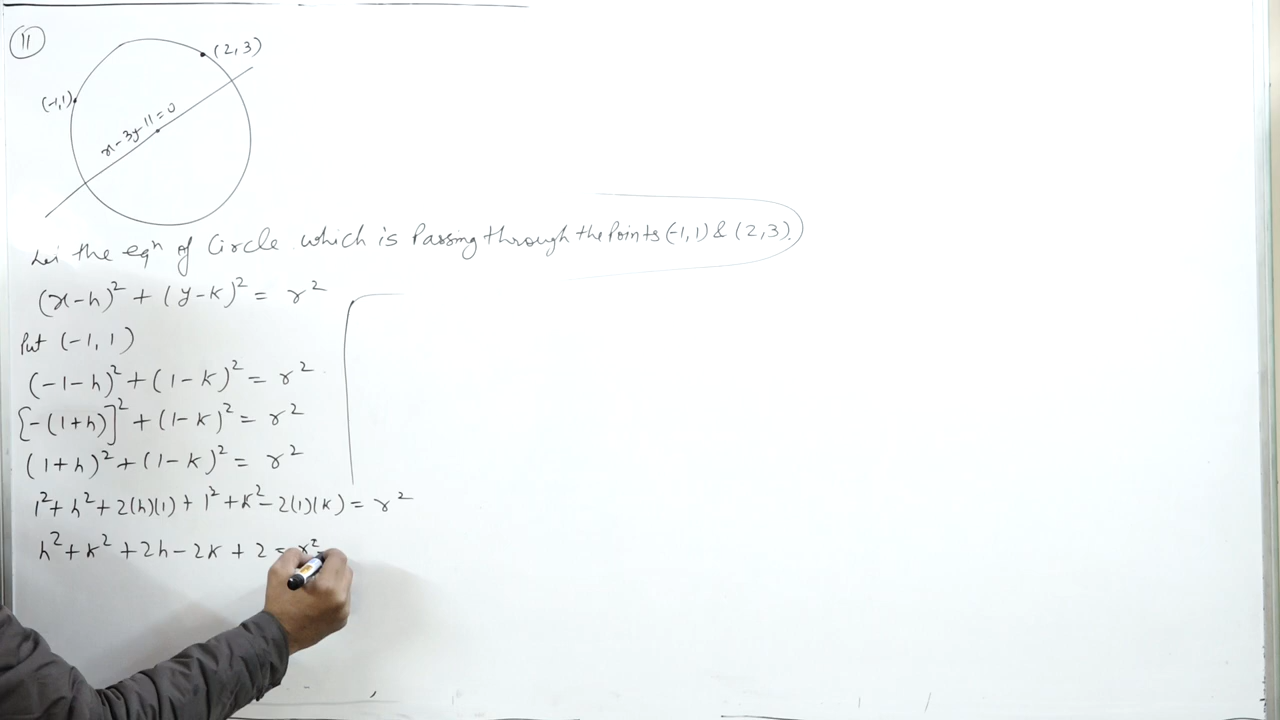 11
(2,3)
(-1,1)
x-3y-11=0
Let the eqⁿ of Circle which is Passing through the Points (-1,1) & (2,3).
(x-h)² + (y-k)² = r²
Put (-1,1)
(-1-h)² + (1-k)² = r²
[-(1+h)]² + (1-k)² = r²
(1+h)² + (1-k)² = r²
1² + h² + 2(h)(1) + 1² + k² - 2(1)(k) = r²
h² + k² + 2h - 2k + 2 = r²